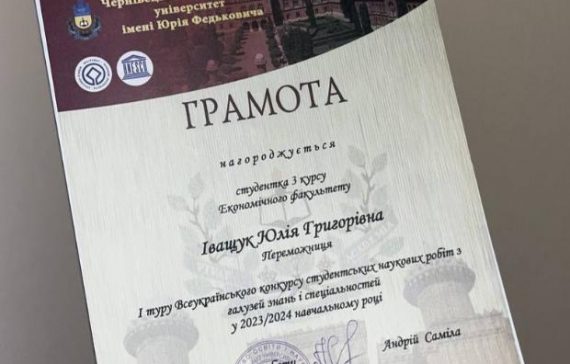 університет
імені Юрія Федьковича
UNESCO
ГРАМОТА
нагороджується
студентка 3 курсу
Економічного факультету
Іващук Юлія Григорівна
Переможниця
І туру Всеукраїнського конкурсу студентських наукових робіт з
галузей знань і спеціальностей
у 2023/2024 навчальному році
Андрій Саміла